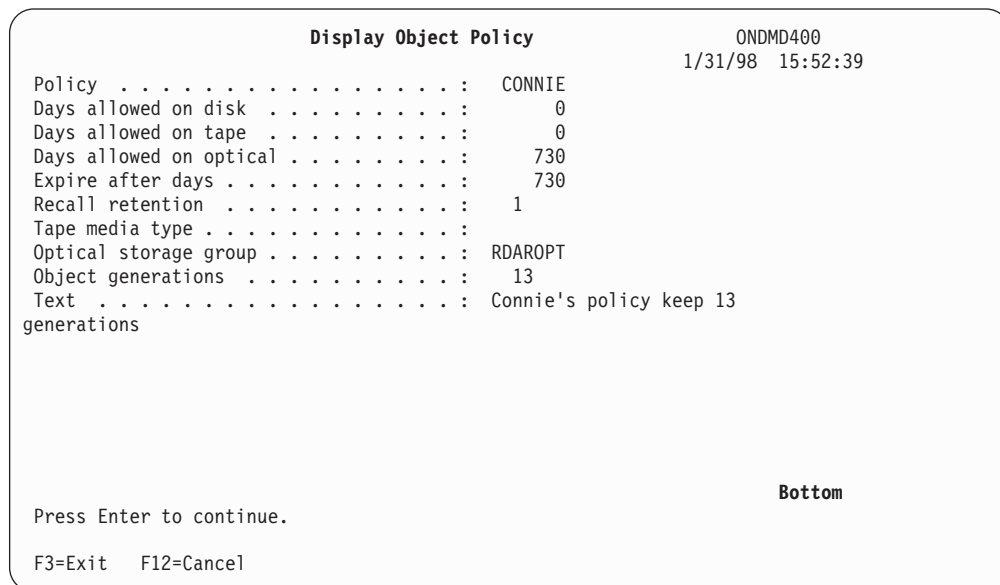 Display Object Policy ONDMD400
1/31/98 15:52:39
Policy . . . . . . . . . . . . . . . . : CONNIE
Days allowed on disk . . . . . . . . . : 0
Days allowed on tape . . . . . . . . . : 0
Days allowed on optical . . . . . . . . : 730
Expire after days . . . . . . . . . . . : 730
Recall retention . . . . . . . . . . . : 1
Tape media type . . . . . . . . . . . . :
Optical storage group . . . . . . . . . : RDAROPT
Object generations . . . . . . . . . . : 13
Text . . . . . . . . . . . . . . . . . : Connie's policy keep 13
generations
Bottom
Press Enter to continue.
F3=Exit F12=Cancel